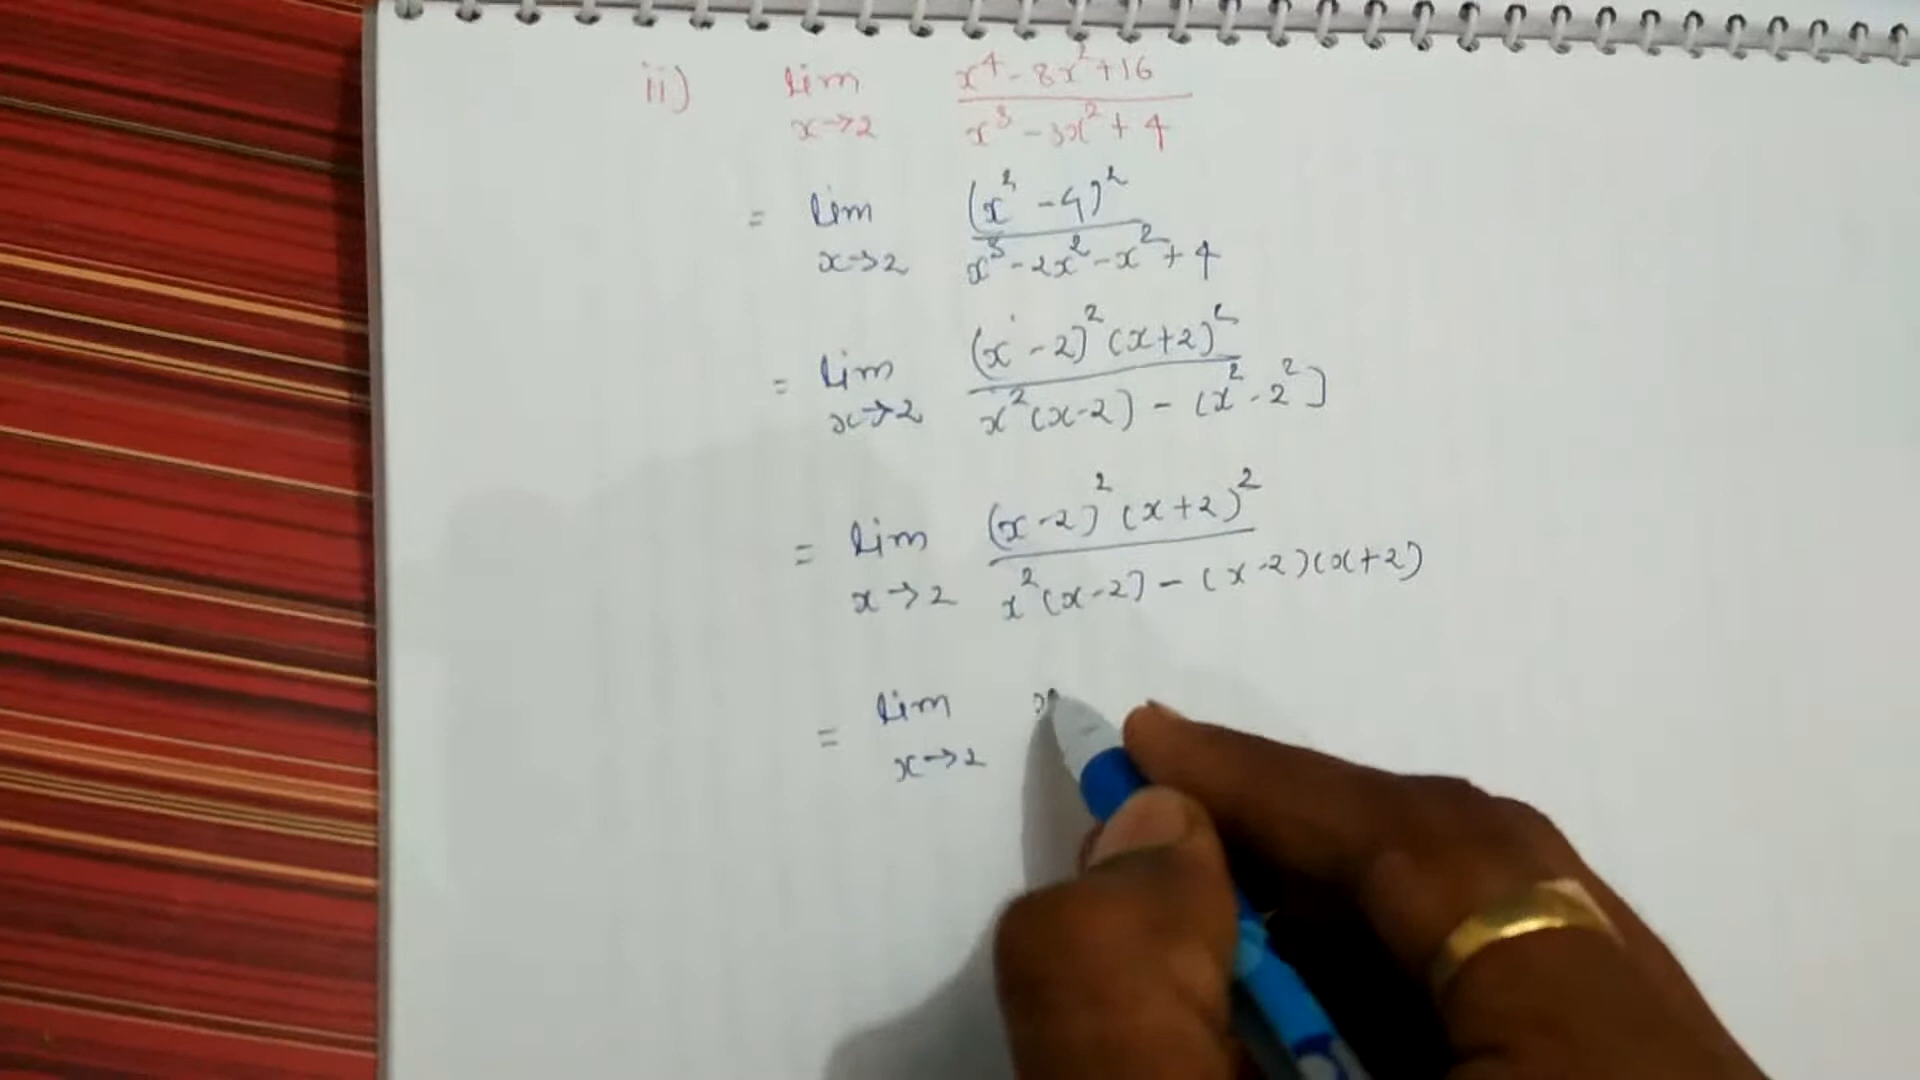 ii) lim x→2 x⁴ - 8x² + 16 / x³ - 3x² + 4
= lim x→2 (x² - 4)² / x³ - 2x² - x² + 4
= lim x→2 (x - 2)² (x + 2)² / x² (x - 2) - (x² - 2²)
= lim x→2 (x - 2)² (x + 2)² / x² (x - 2) - (x - 2) (x + 2)
= lim x→2